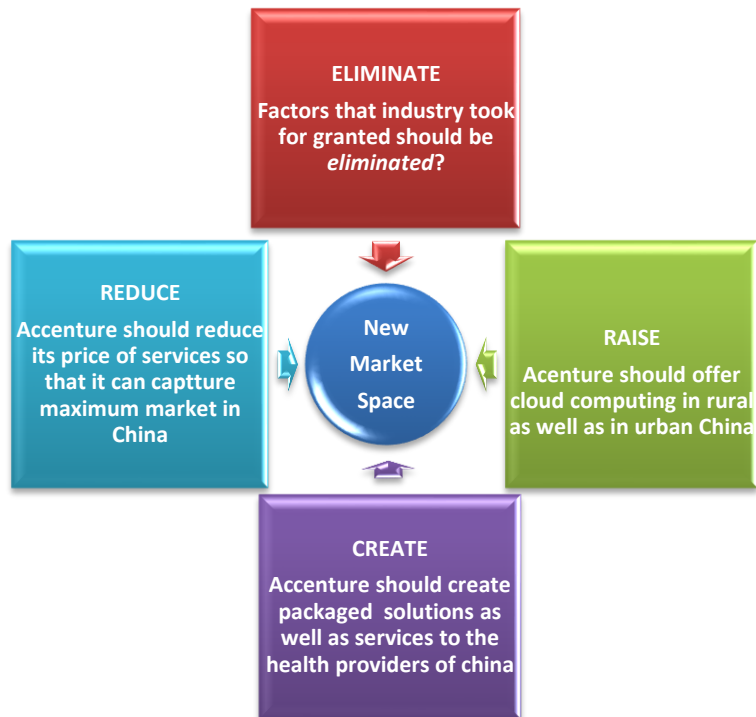 ELIMINATE
Factors that industry took
for granted should be
eliminated?
REDUCE
Accenture should reduce
its price of services so
that it can captture
maximum market in
China
New
Market
Space
RAISE
Acenture should offer
cloud computing in rural
as well as in urban China
CREATE
Accenture should create
packaged solutions as
well as services to the
health providers of china